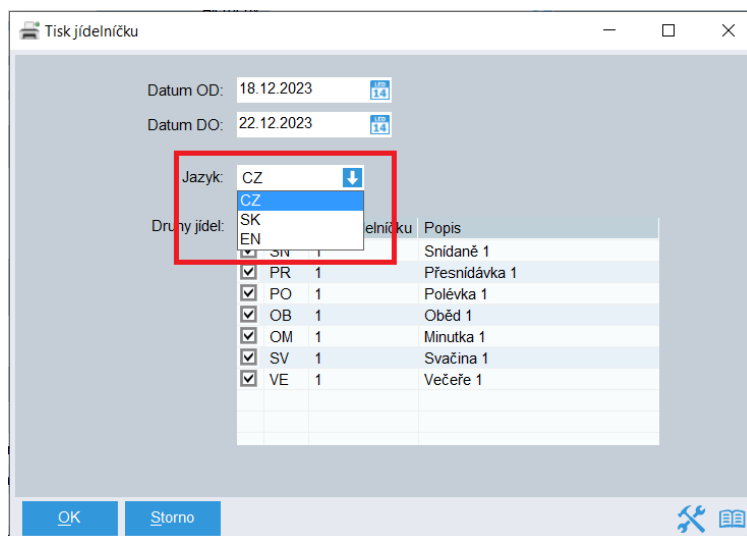 Tisk jídelníčku
Datum OD: 18.12.2023
Datum DO: 22.12.2023
Jazyk: CZ
CZ
SK
EN
Druhy jídel:
Popis
SN 1 Snídaně 1
PR 1 Přesnídávka 1
PO 1 Polévka 1
OB 1 Oběd 1
OM 1 Minutka 1
SV 1 Svačina 1
VE 1 Večeře 1
OK Storno